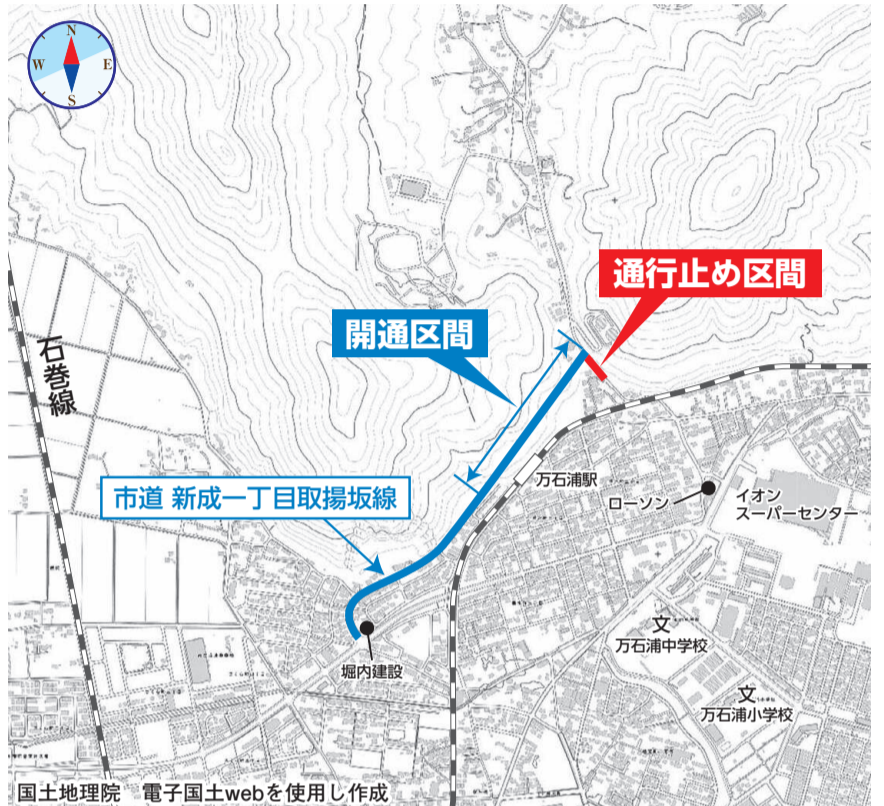 N
W
E
S
通行止め区間
開通区間
石巻線
市道 新成一丁目取揚坂線
万石浦駅
ローソン
イオン
スーパーセンター
文
万石浦中学校
堀内建設
文
万石浦小学校
国土地理院 電子国土webを使用し作成